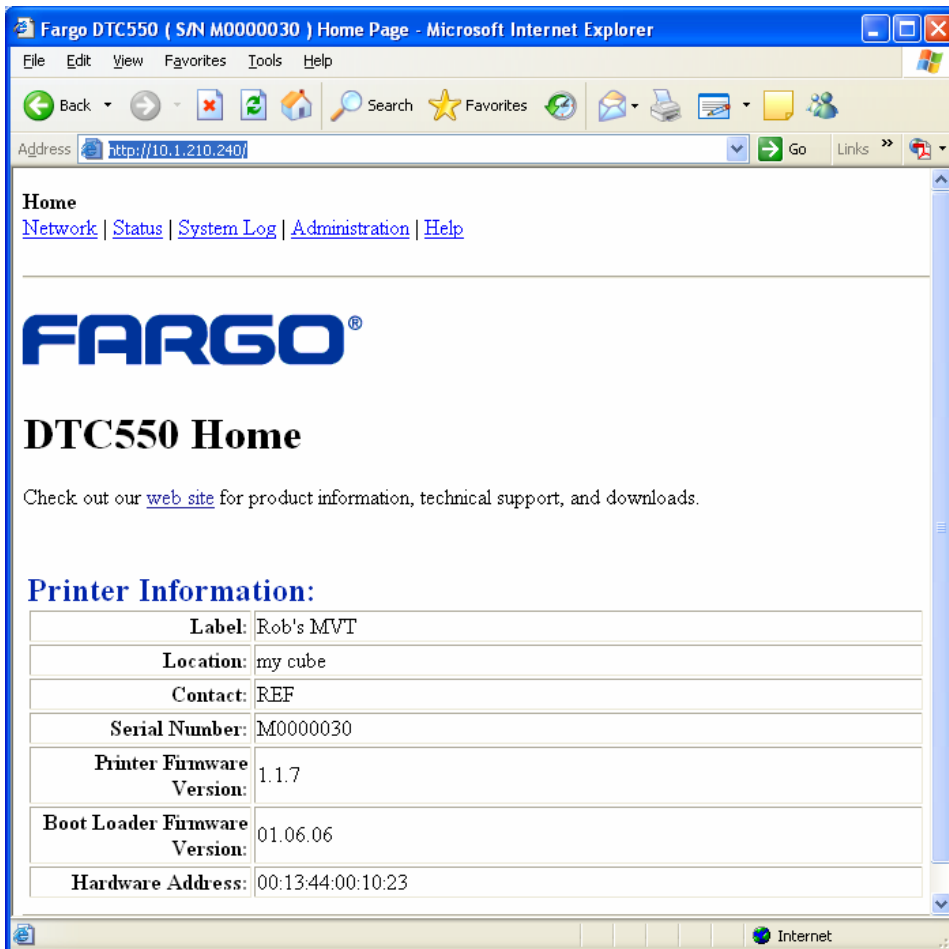 Fargo DTC550 ( S/N M0000030 ) Home Page - Microsoft Internet Explorer
File Edit View Favorites Tools Help
Back Search Favorites
Address http://10.1.210.240/ Go Links »
Home
Network | Status | System Log | Administration | Help
FARGO®
DTC550 Home
Check out our web site for product information, technical support, and downloads.
Printer Information:
Label: Rob's MVT
Location: my cube
Contact: REF
Serial Number: M0000030
Printer Firmware
Version: 1.1.7
Boot Loader Firmware
Version: 01.06.06
Hardware Address: 00:13:44:00:10:23
Internet